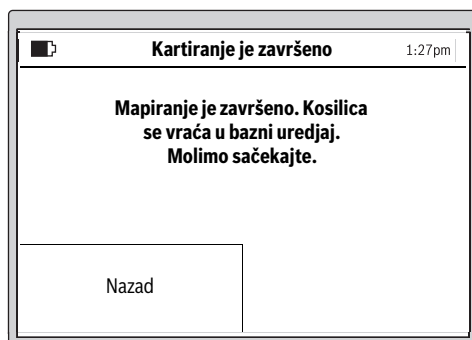 Kartiranje je završeno 1:27pm
Mapiranje je završeno. Kosilica
se vraća u bazni uredjaj.
Molimo sačekajte.
Nazad